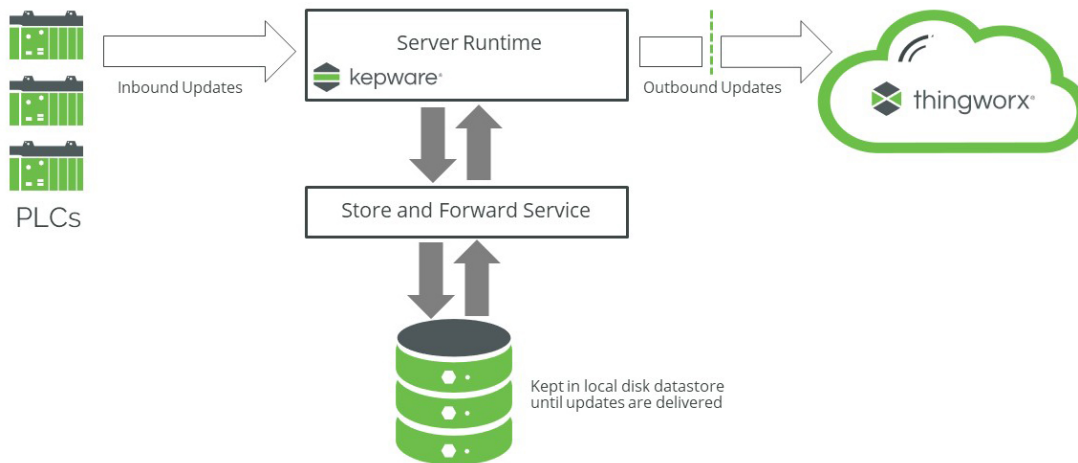 Server Runtime
kepware®
Inbound Updates
Outbound Updates
thingworx®
PLCs
Store and Forward Service
Kept in local disk datastore
until updates are delivered